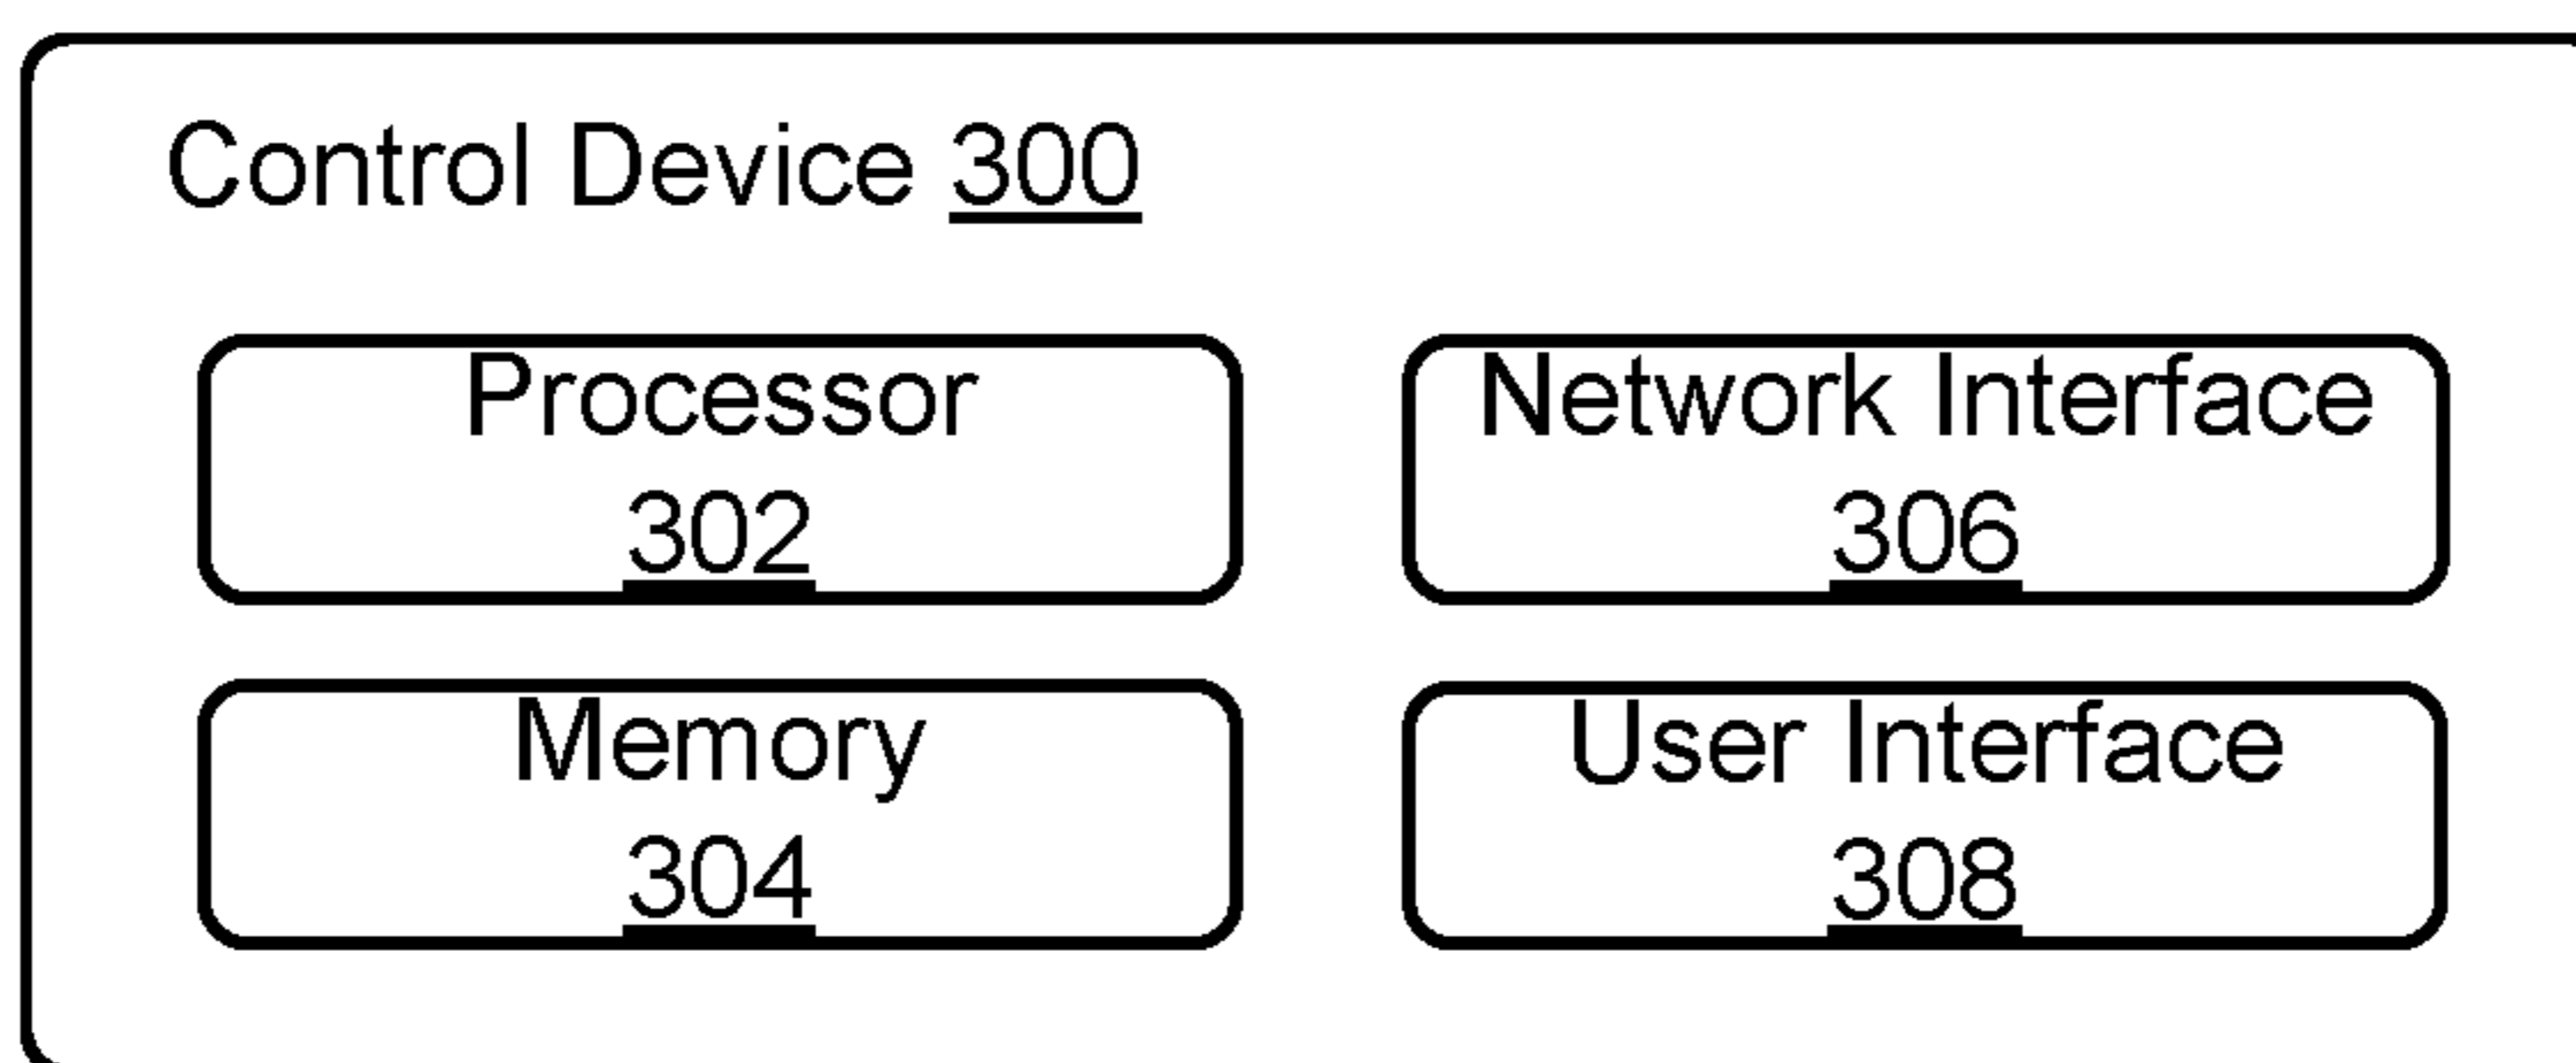 Control Device 300
Processor
302
Network Interface
306
Memory
304
User Interface
308